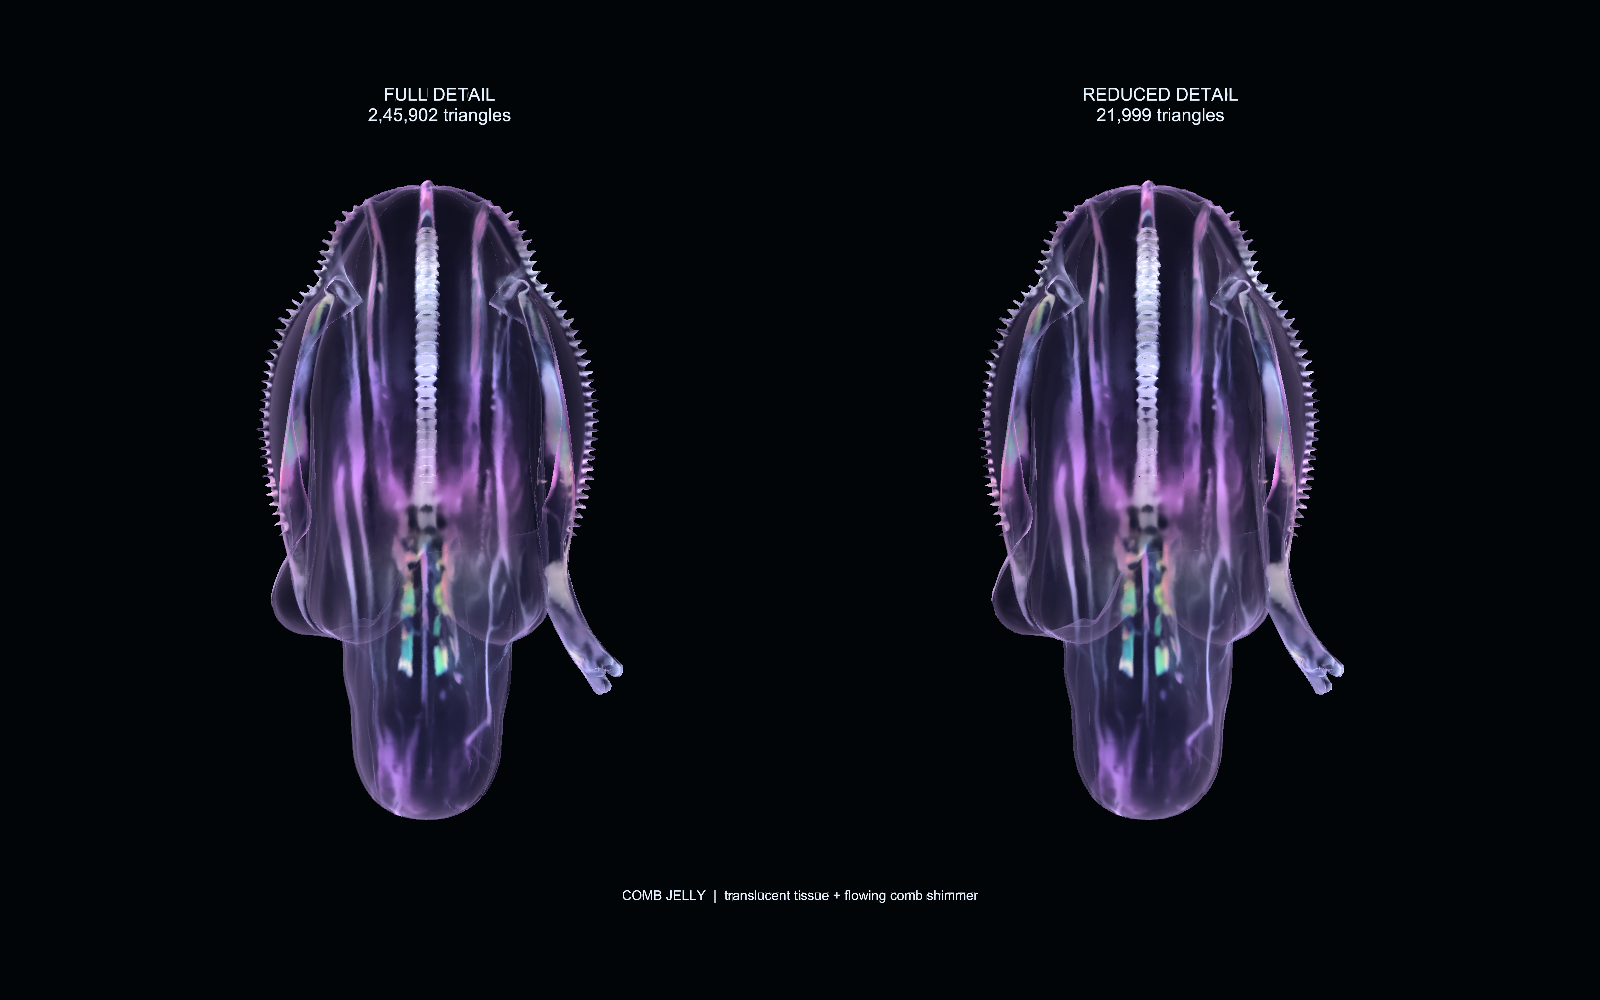 FULL DETAIL
2,45,902 triangles
REDUCED DETAIL
21,999 triangles
COMB JELLY | translucent tissue + flowing comb shimmer